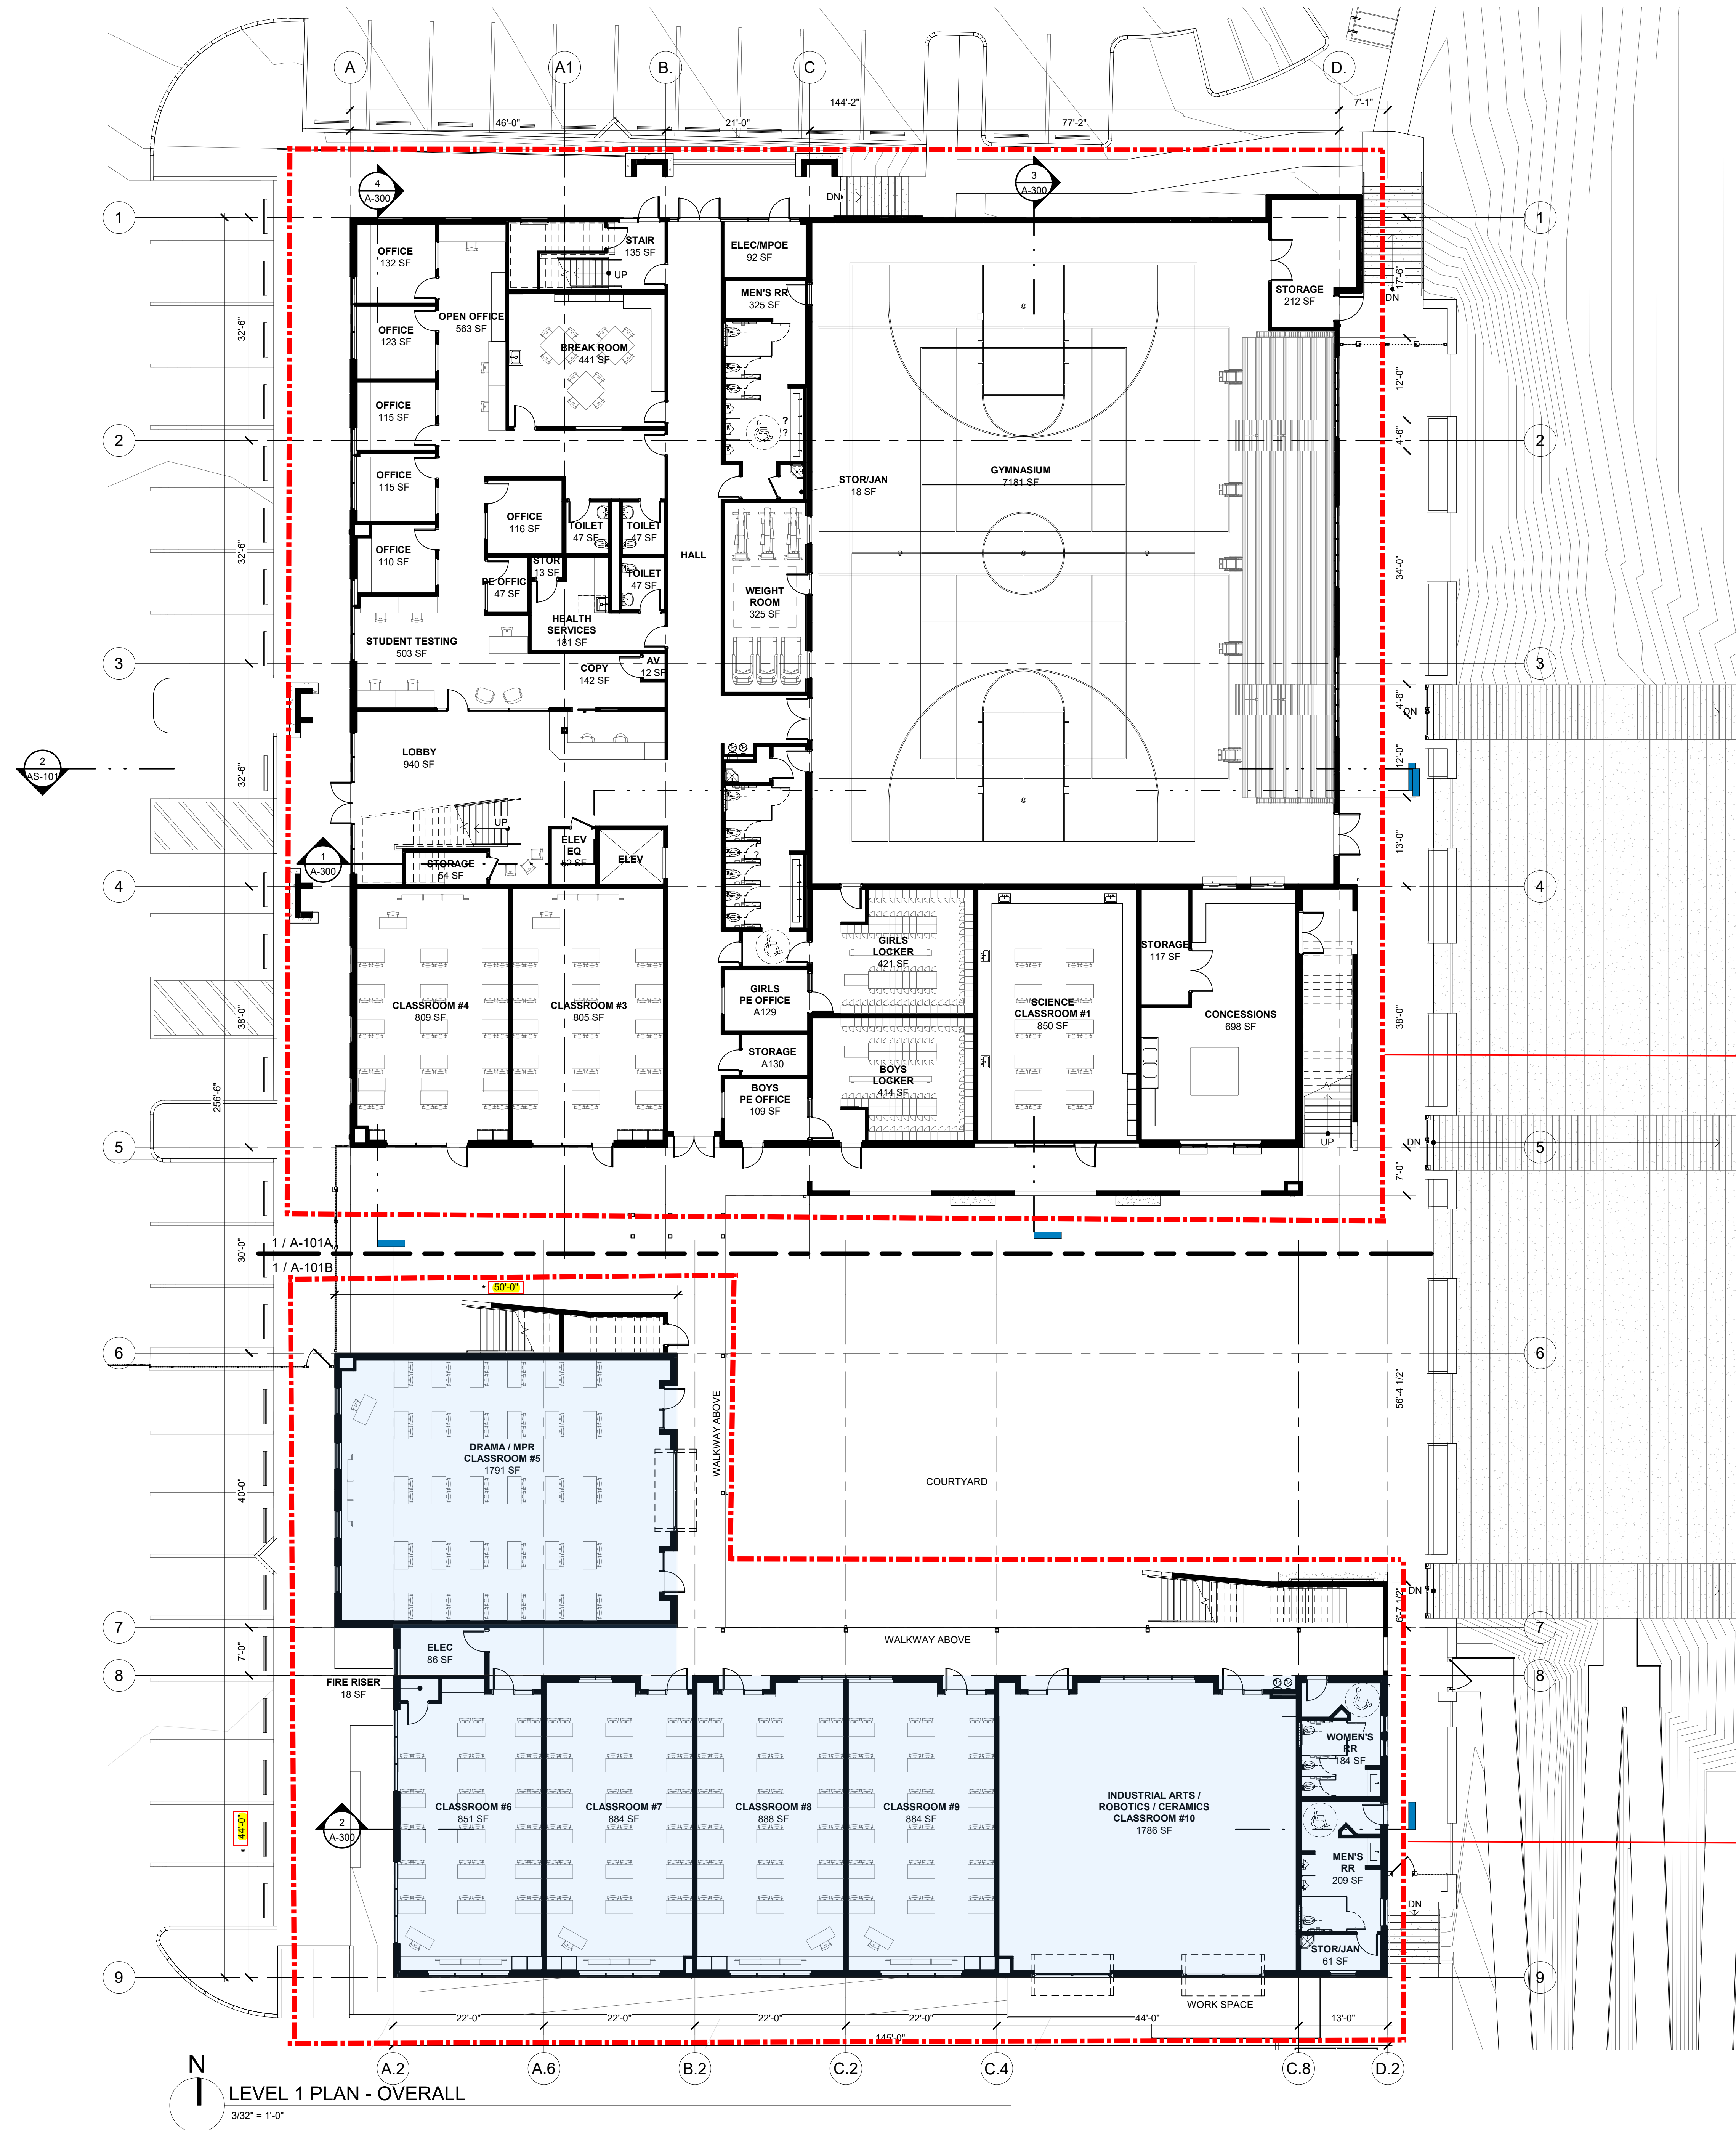 A
A1
B.
C
D.
144'-2"
7'-1"
46'-0"
21'-0"
77'-2"
4
A-300
3
A-300
DN
1
1
OFFICE
132 SF
STAIR
135 SF
UP
ELEC/MPOE
92 SF
MEN'S RR
325 SF
STORAGE
212 SF
17'-6"
DN
OPEN OFFICE
563 SF
OFFICE
123 SF
BREAK ROOM
441 SF
32'-6"
12'-0"
OFFICE
115 SF
?
?
2
2
4'-6"
OFFICE
115 SF
STOR/JAN
18 SF
GYMNASIUM
7181 SF
OFFICE
116 SF
TOILET
47 SF
TOILET
47 SF
OFFICE
110 SF
HALL
32'-6"
34'-0"
STOR
13 SF
PE OFFICE
47 SF
TOILET
47 SF
WEIGHT
ROOM
325 SF
HEALTH
SERVICES
181 SF
STUDENT TESTING
503 SF
3
3
COPY
142 SF
AV
12 SF
4'-6"
DN
LOBBY
940 SF
2
AS-101
32'-6"
12'-0"
UP
13'-0"
1
A-300
STORAGE
54 SF
ELEV
EQ
52 SF
ELEV
?
4
4
GIRLS
LOCKER
421 SF
STORAGE
117 SF
CLASSROOM #4
809 SF
CLASSROOM #3
805 SF
GIRLS
PE OFFICE
A129
SCIENCE
CLASSROOM #1
850 SF
CONCESSIONS
698 SF
38'-0"
38'-0"
STORAGE
A130
BOYS
LOCKER
414 SF
BOYS
PE OFFICE
109 SF
256'-6"
UP
DN
5
5
7'-0"
1 / A-101A
1 / A-101B
30'-0"
* 50'-0"
6
6
56'-4 1/2"
WALKWAY ABOVE
DRAMA / MPR
CLASSROOM #5
1791 SF
COURTYARD
40'-0"
DN
6'-7 1/2"
7
7
WALKWAY ABOVE
ELEC
86 SF
7'-0"
8
8
FIRE RISER
18 SF
WOMEN'S
RR
184 SF
CLASSROOM #6
851 SF
CLASSROOM #7
884 SF
CLASSROOM #8
888 SF
CLASSROOM #9
884 SF
INDUSTRIAL ARTS /
ROBOTICS / CERAMICS
CLASSROOM #10
1786 SF
44'-0"
*
2
A-300
MEN'S
RR
209 SF
DN
STOR/JAN
61 SF
9
9
WORK SPACE
22'-0"
22'-0"
22'-0"
22'-0"
44'-0"
13'-0"
145'-0"
A.2
A.6
B.2
C.2
C.4
C.8
D.2
N
LEVEL 1 PLAN - OVERALL
3/32" = 1'-0"